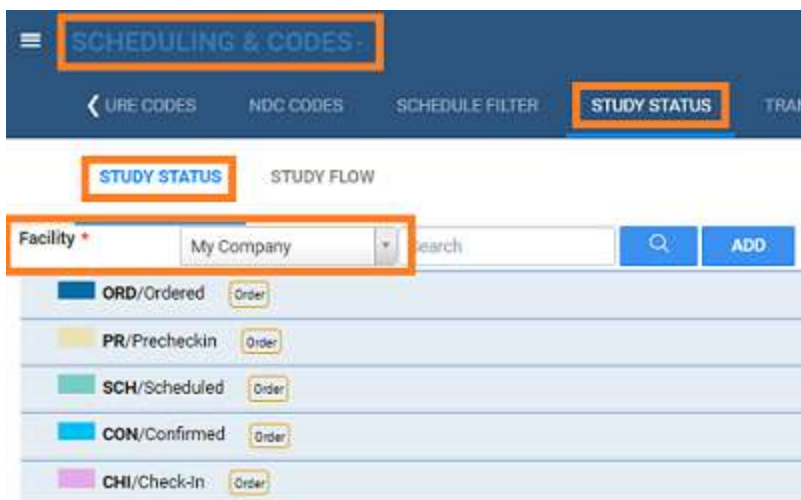 SCHEDULING & CODES
URE CODES NDC CODES SCHEDULE FILTER STUDY STATUS TRAN
STUDY STATUS STUDY FLOW
Facility * My Company earch ADD
ORD/Ordered Order
PR/Precheckin Order
SCH/Scheduled Order
CON/Confirmed Order
CHI/Check-In Order